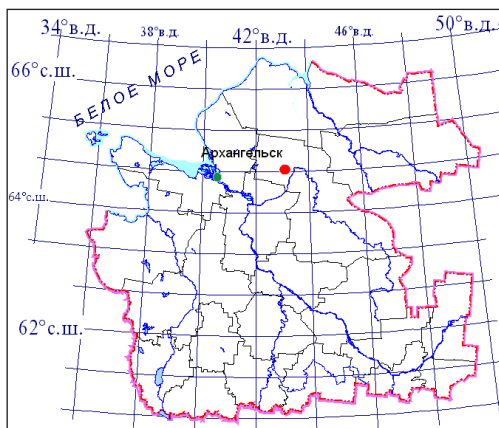 34°в.д.
38°в.д.
42°в.д.
46°в.д.
50°в.д.
66°с.ш.
БЕЛОЕ МОРЕ
Архангельск
64°с.ш.
62°с.ш.